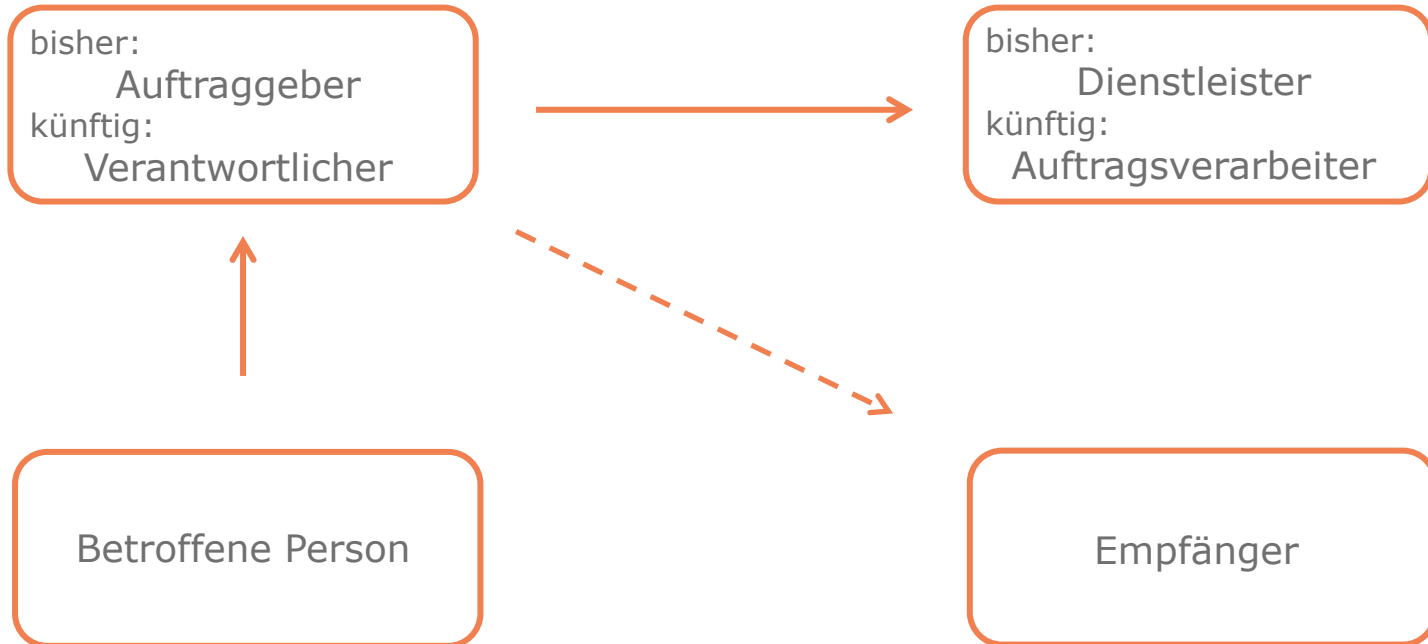 bisher:
Auftraggeber
künftig:
Verantwortlicher
bisher:
Dienstleister
künftig:
Auftragsverarbeiter
Betroffene Person
Empfänger